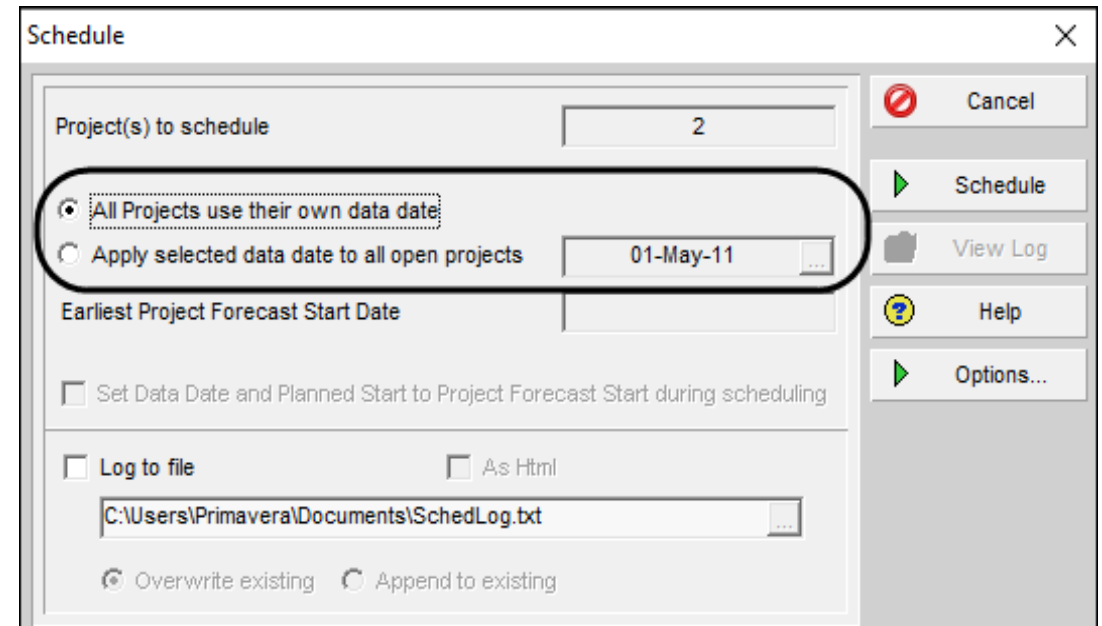 Schedule
Cancel
Project(s) to schedule 2
Schedule
All Projects use their own data date
Apply selected data date to all open projects 01-May-11 ...
View Log
Earliest Project Forecast Start Date
Help
Options...
Set Data Date and Planned Start to Project Forecast Start during scheduling
Log to file As Html
C:\Users\Primavera\Documents\SchedLog.txt ...
Overwrite existing Append to existing